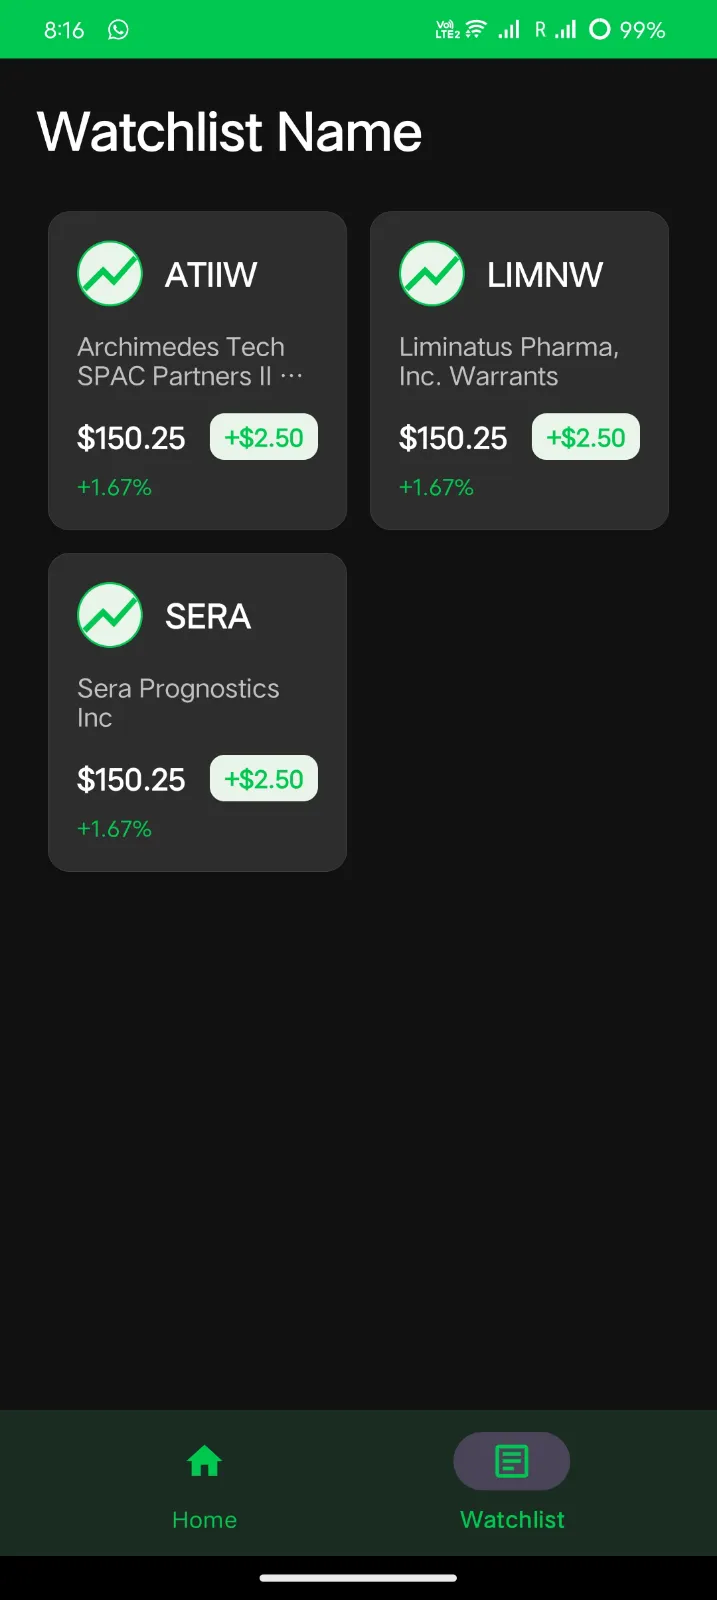 8:16 Vo)) LTE2 R 99%
Watchlist Name
ATIIW
Archimedes Tech
SPAC Partners II ···
$150.25 +$2.50
+1.67%
LIMNW
Liminatus Pharma,
Inc. Warrants
$150.25 +$2.50
+1.67%
SERA
Sera Prognostics
Inc
$150.25 +$2.50
+1.67%
Home
Watchlist